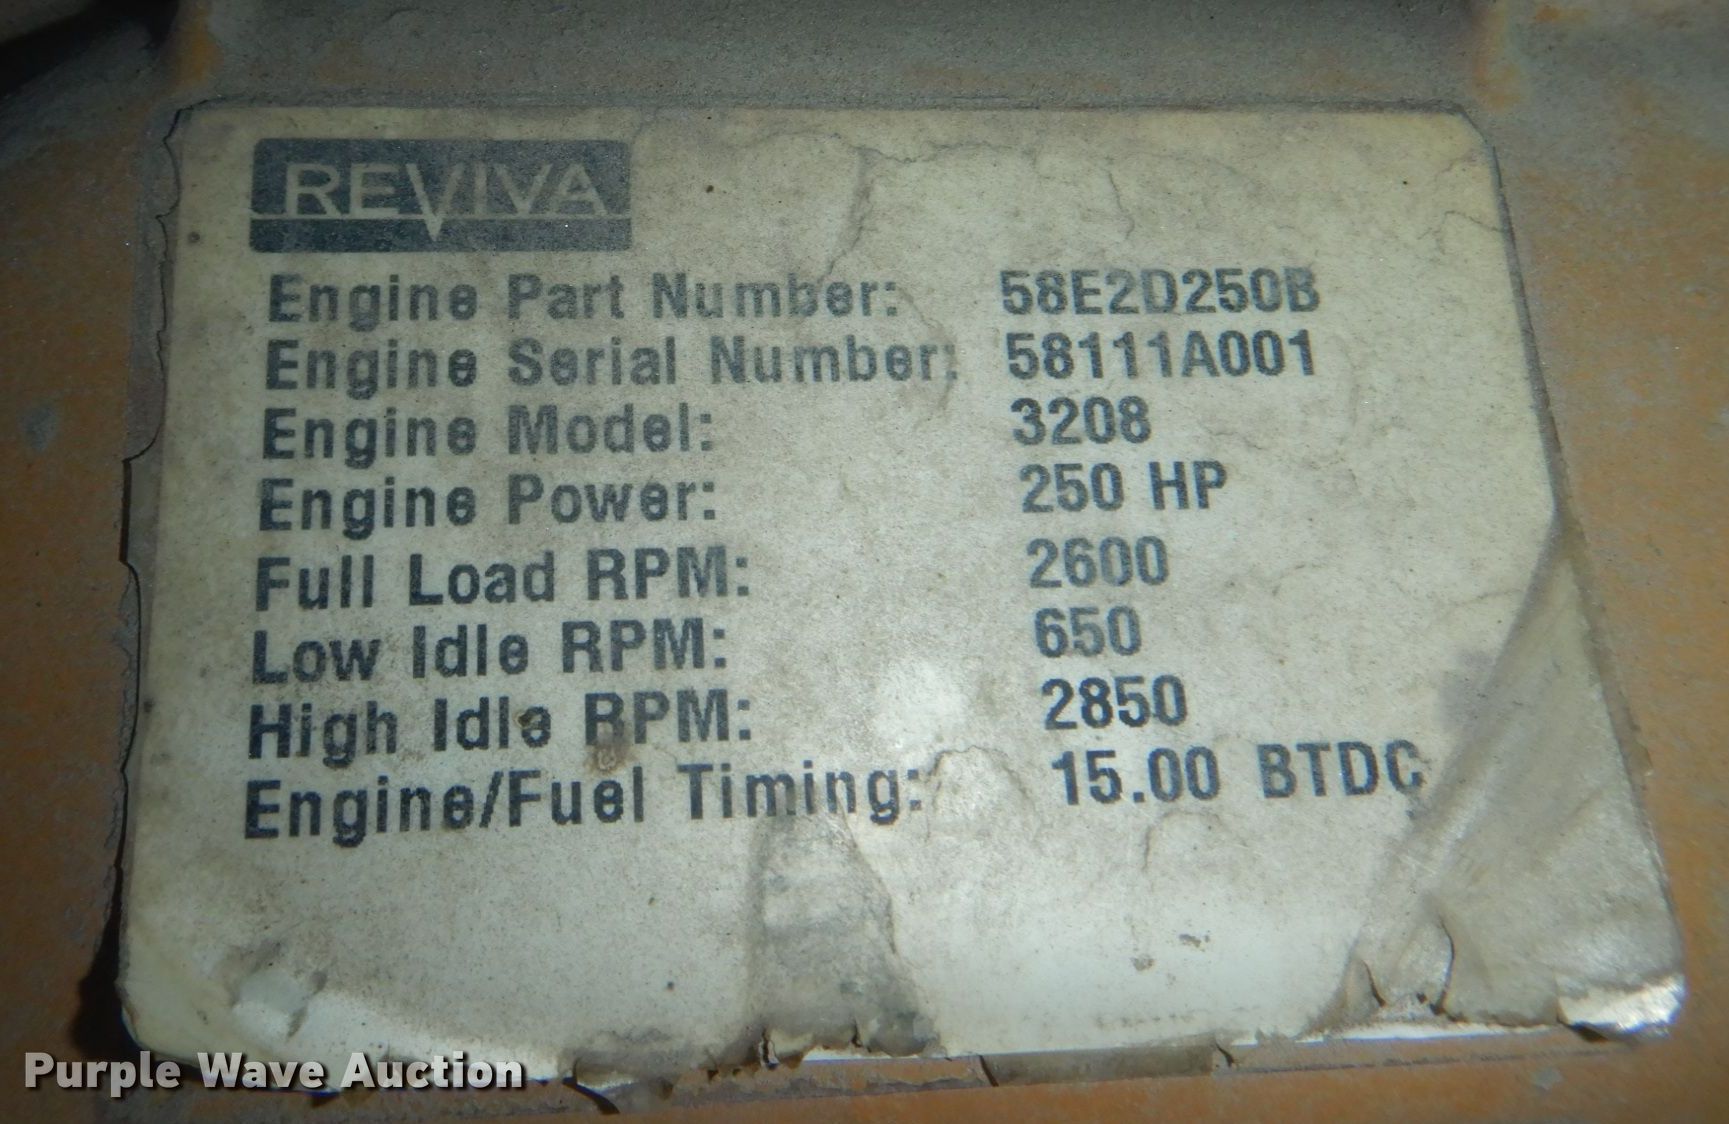 REVIVA
Engine Part Number: 58E2D250B
Engine Serial Number: 58111A001
Engine Model: 3208
Engine Power: 250 HP
Full Load RPM: 2600
Low Idle RPM: 650
High Idle RPM: 2850
Engine/Fuel Timing: 15.00 BTDC
Purple Wave Auction